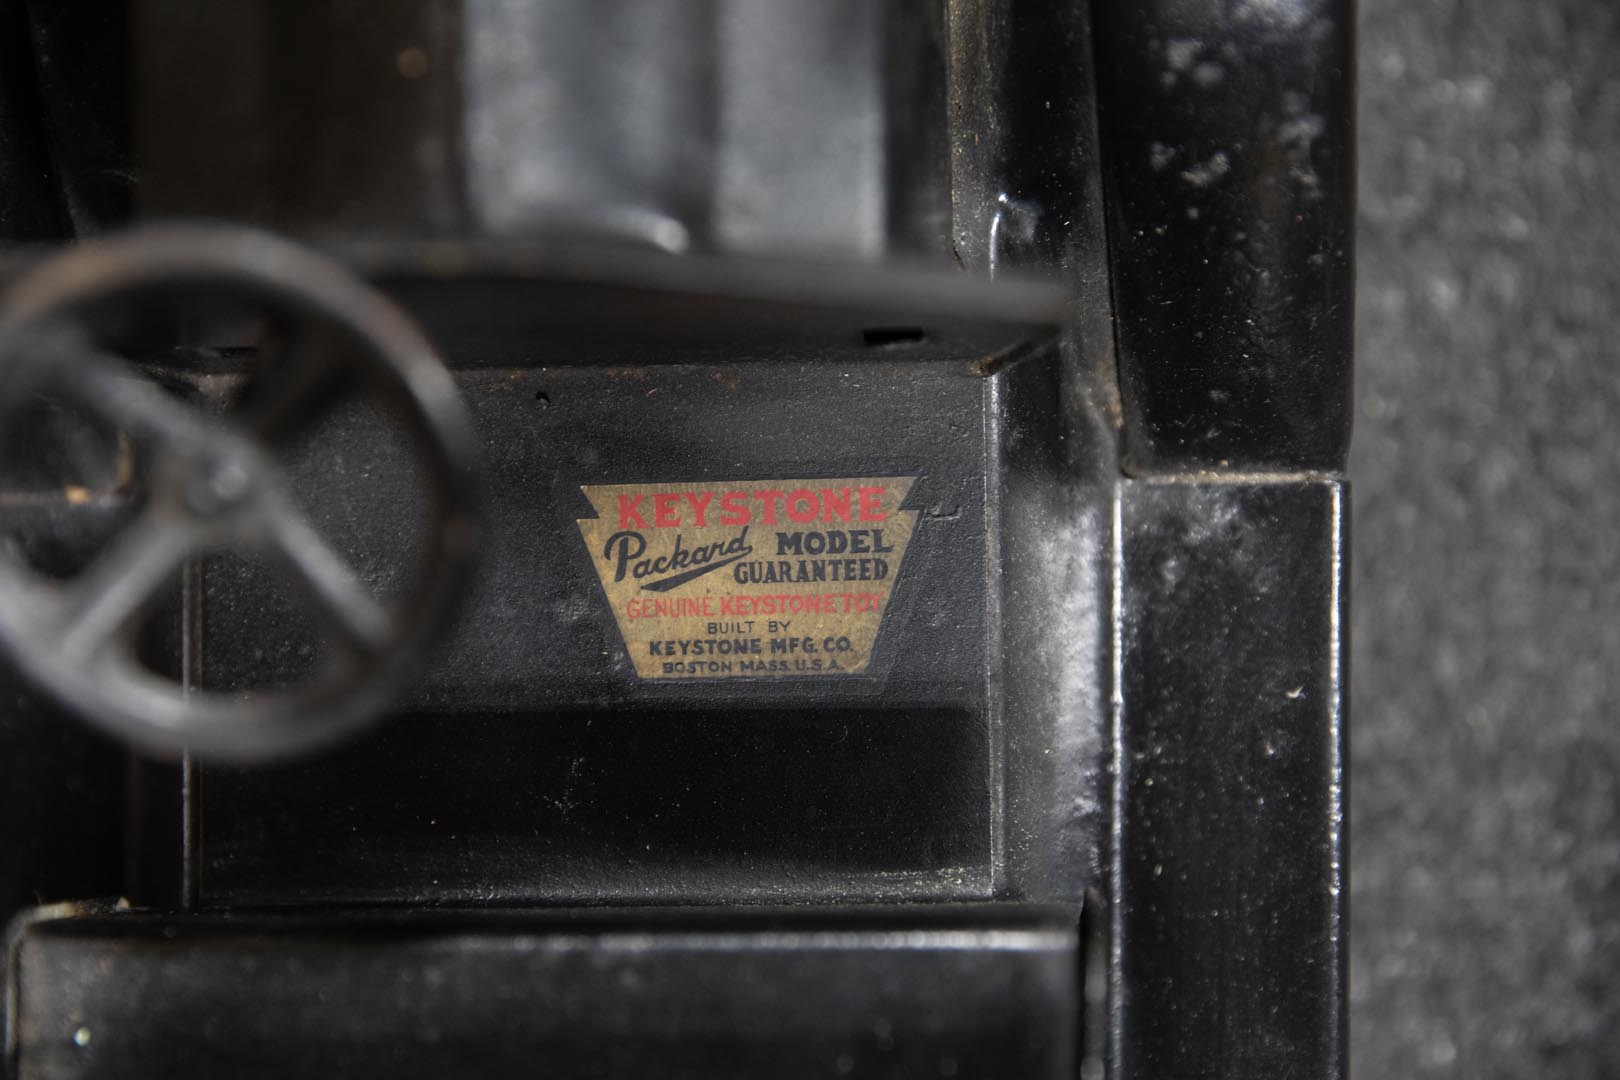 KEYSTONE
Packard MODEL
GUARANTEED
GENUINE KEYSTONE TOY
BUILT BY
KEYSTONE MFG. CO.
BOSTON MASS. U.S.A.